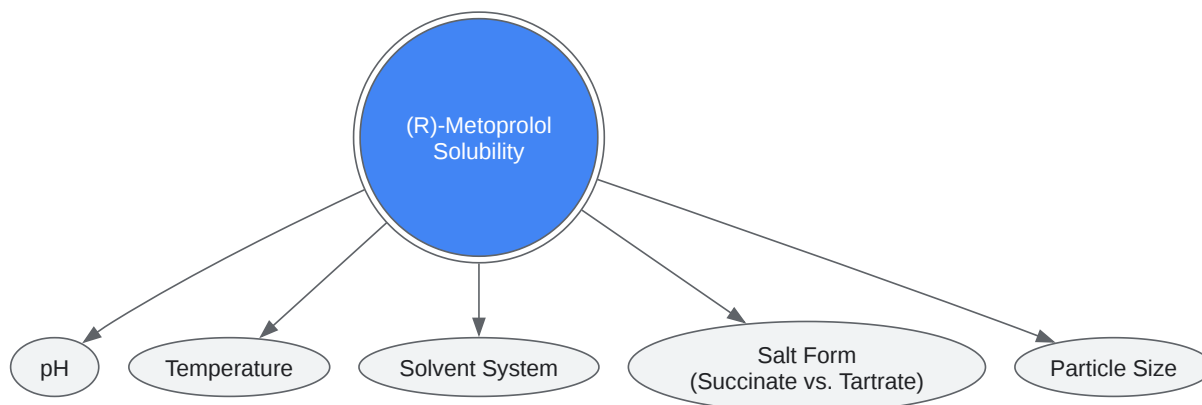 (R)-Metoprolol
Solubility
pH
Temperature
Solvent System
Salt Form
(Succinate vs. Tartrate)
Particle Size